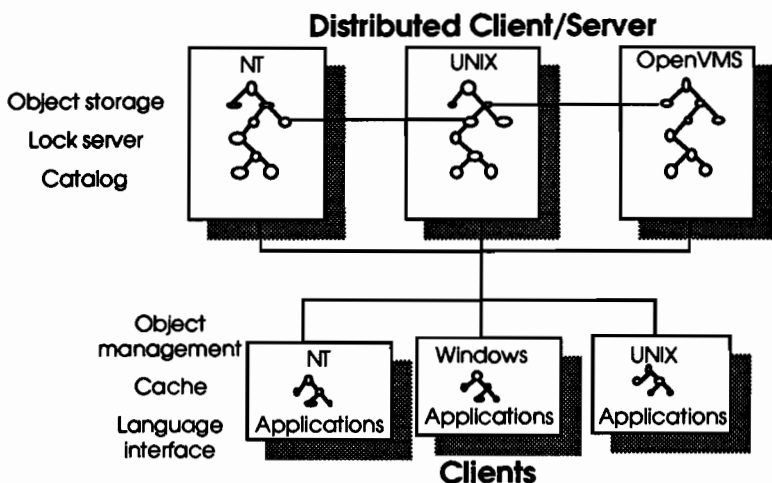 Distributed Client/Server
NT
UNIX
OpenVMS
Object storage
Lock server
Catalog
Object
management
Cache
Language
interface
NT
Applications
Windows
Applications
UNIX
Applications
Clients